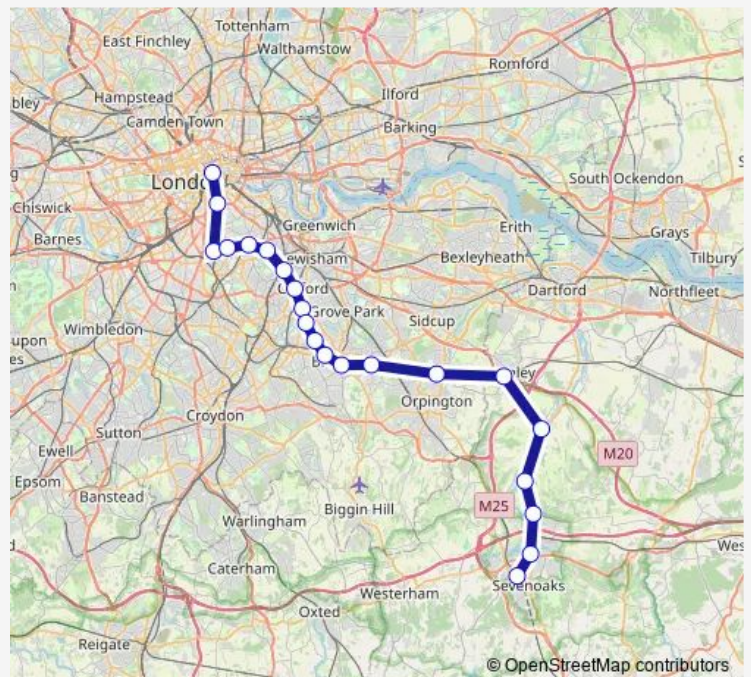 Tottenham
East Finchley
Walthamstow
Romford
Hampstead
Ilford
bley
Camden Town
Barking
South Ockendon
g
Chiswick
Greenwich
Erith
Grays
Barnes
Bexleyheath
Tilbury
ewisham
n
Dartford
Northfleet
Grove Park
Sidcup
Wimbledon
upon
es
ley
Orpington
Croydon
Sutton
Ewell
M20
Epsom
Banstead
M25
Biggin Hill
Warlingham
d
Wes
Caterham
Westerham
Sevenoaks
Oxted
Reigate
© OpenStreetMap contributors